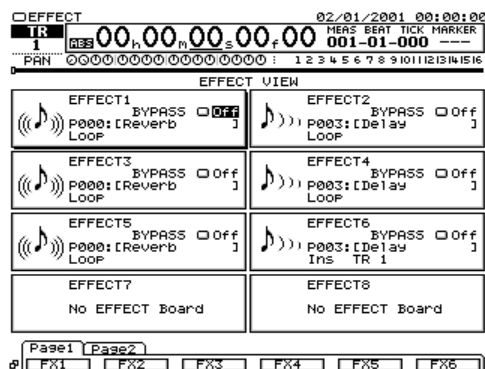 EFFECT 02/01/2001 00:00:00
TR 1 ABS 00h00m00s00f00 MEAS BEAT TICK MARKER
001-01-000 ---
PAN 1 2 3 4 5 6 7 8 9 10 11 12 13 14 15 16
EFFECT VIEW
EFFECT1
BYPASS Off
P000:[Reverb ]
Loop
EFFECT2
BYPASS Off
P003:[Delay ]
Loop
EFFECT3
BYPASS Off
P000:[Reverb ]
Loop
EFFECT4
BYPASS Off
P003:[Delay ]
Loop
EFFECT5
BYPASS Off
P000:[Reverb ]
Loop
EFFECT6
BYPASS Off
P003:[Delay ]
Ins TR 1
EFFECT7
No EFFECT Board
EFFECT8
No EFFECT Board
Page1 Page2
FX1 FX2 FX3 FX4 FX5 FX6